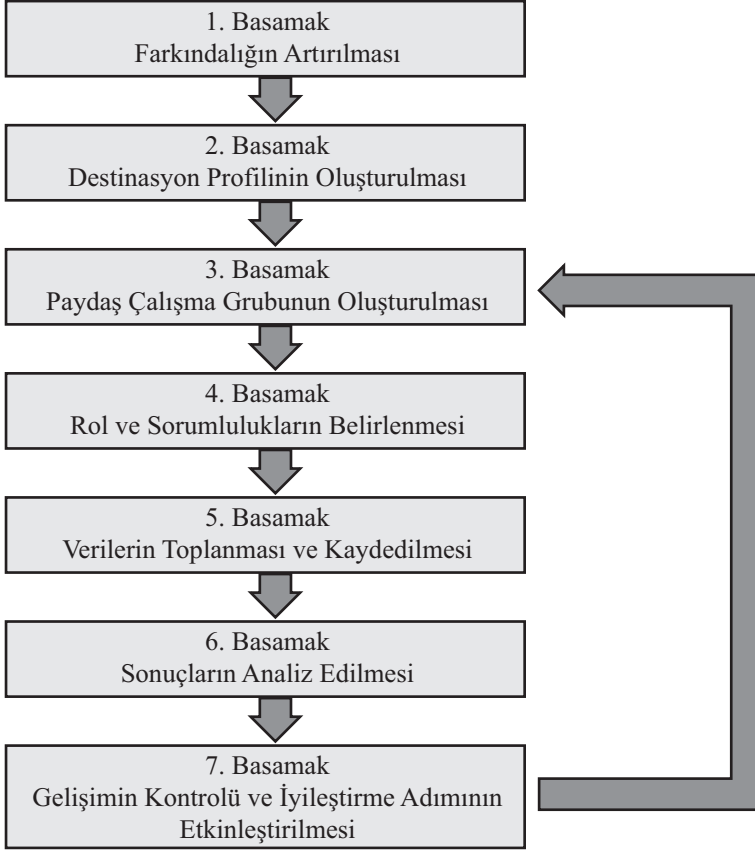 1. Basamak
Farkındalığın Artırılması
2. Basamak
Destinasyon Profilinin Oluşturulması
3. Basamak
Paydaş Çalışma Grubunun Oluşturulması
4. Basamak
Rol ve Sorumlulukların Belirlenmesi
5. Basamak
Verilerin Toplanması ve Kaydedilmesi
6. Basamak
Sonuçların Analiz Edilmesi
7. Basamak
Gelişimin Kontrolü ve İyileştirme Adımının
Etkinleştirilmesi